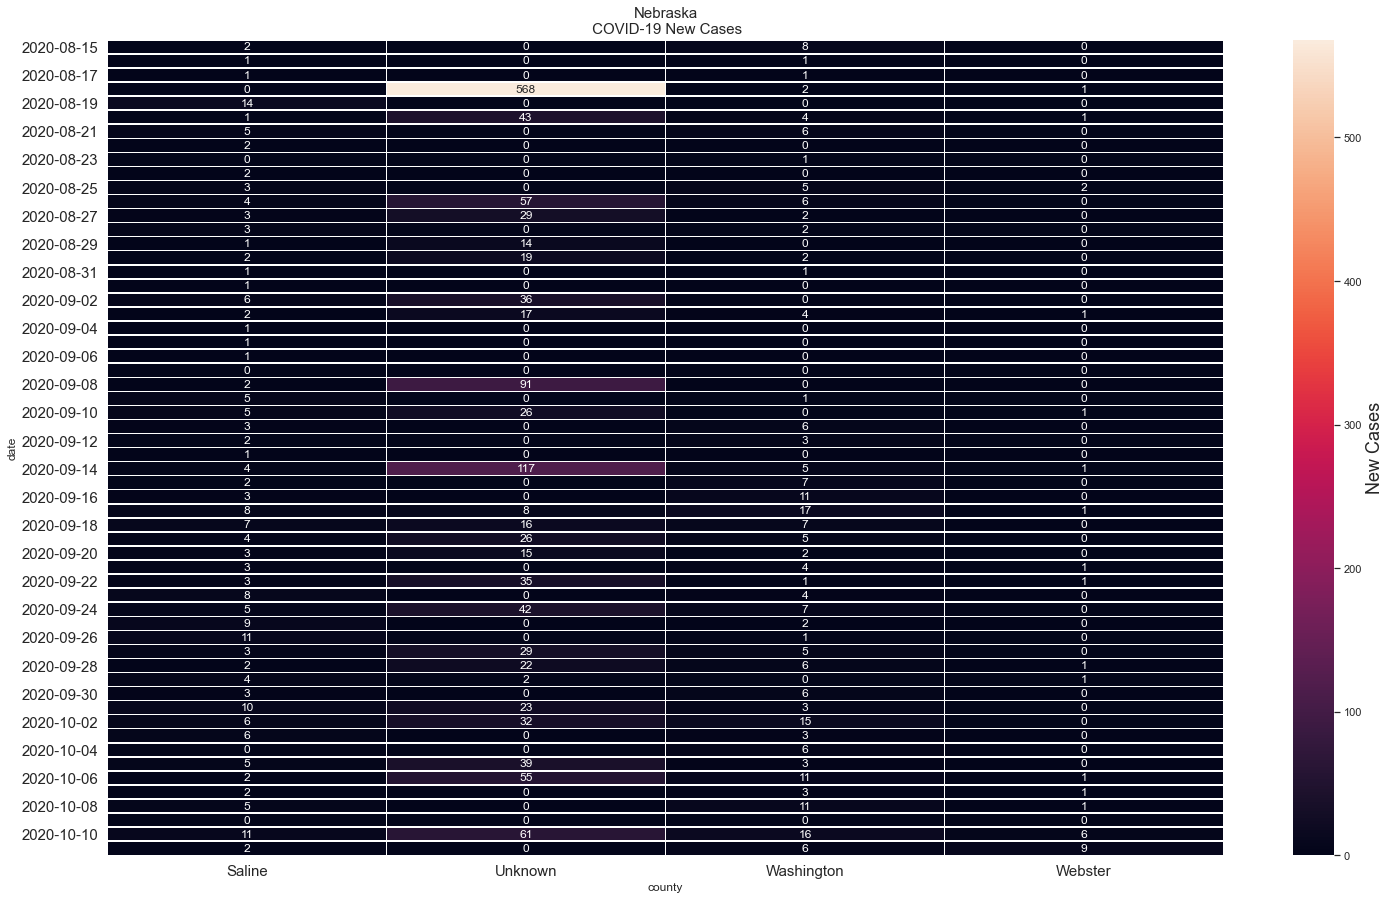 Nebraska
COVID-19 New Cases
2020-08-15 2 0 8 0
1 0 1 0
2020-08-17 1 0 1 0
0 568 2 1
2020-08-19 14 0 0 0
1 43 4 1
2020-08-21 5 0 6 0
2 0 0 0
2020-08-23 0 0 1 0
2 0 0 0
2020-08-25 3 0 5 2
4 57 6 0
2020-08-27 3 29 2 0
3 0 2 0
2020-08-29 1 14 0 0
2 19 2 0
2020-08-31 1 0 1 0
1 0 0 0
2020-09-02 6 36 0 0
2 17 4 1
2020-09-04 1 0 0 0
1 0 0 0
2020-09-06 1 0 0 0
0 0 0 0
2020-09-08 2 91 0 0
5 0 1 0
2020-09-10 5 26 0 1
3 0 6 0
2020-09-12 2 0 3 0
1 0 0 0
2020-09-14 4 117 5 1
2 0 7 0
2020-09-16 3 0 11 0
8 8 17 1
2020-09-18 7 16 7 0
4 26 5 0
2020-09-20 3 15 2 0
3 0 4 1
2020-09-22 3 35 1 1
8 0 4 0
2020-09-24 5 42 7 0
9 0 2 0
2020-09-26 11 0 1 0
3 29 5 0
2020-09-28 2 22 6 1
4 2 0 1
2020-09-30 3 0 6 0
10 23 3 0
2020-10-02 6 32 15 0
6 0 3 0
2020-10-04 0 0 6 0
5 39 3 0
2020-10-06 2 55 11 1
2 0 3 1
2020-10-08 5 0 11 1
0 0 0 0
2020-10-10 11 61 16 6
2 0 6 9
Saline Unknown Washington Webster
county
date
500
400
300
200
100
0
New Cases